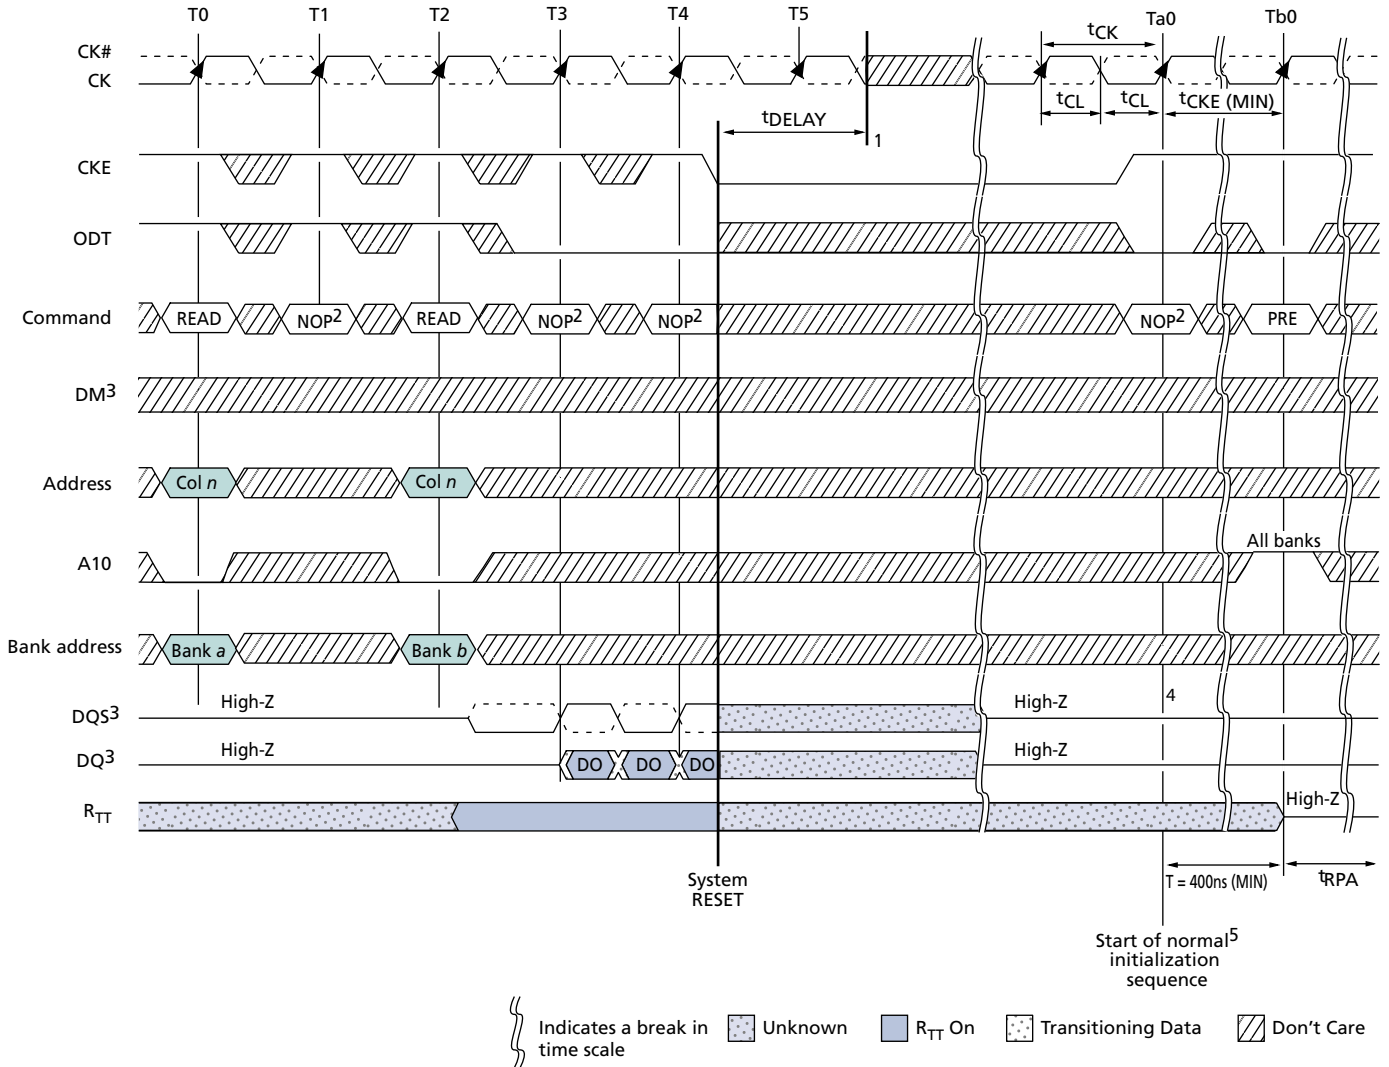 T0 T1 T2 T3 T4 T5 Ta0 Tb0
CK#
CK
tCK
tCL tCL tCKE (MIN)
tDELAY
1
CKE
ODT
Command READ NOP2 READ NOP2 NOP2 NOP2 PRE
DM3
Address Col n Col n
A10 All banks
Bank address Bank a Bank b
DQS3 High-Z High-Z 4
DQ3 High-Z DO DO DO High-Z
RTT High-Z
System
RESET
T = 400ns (MIN) tRPA
Start of normal5
initialization
sequence
Indicates a break in
time scale
Unknown RTT On Transitioning Data Don't Care